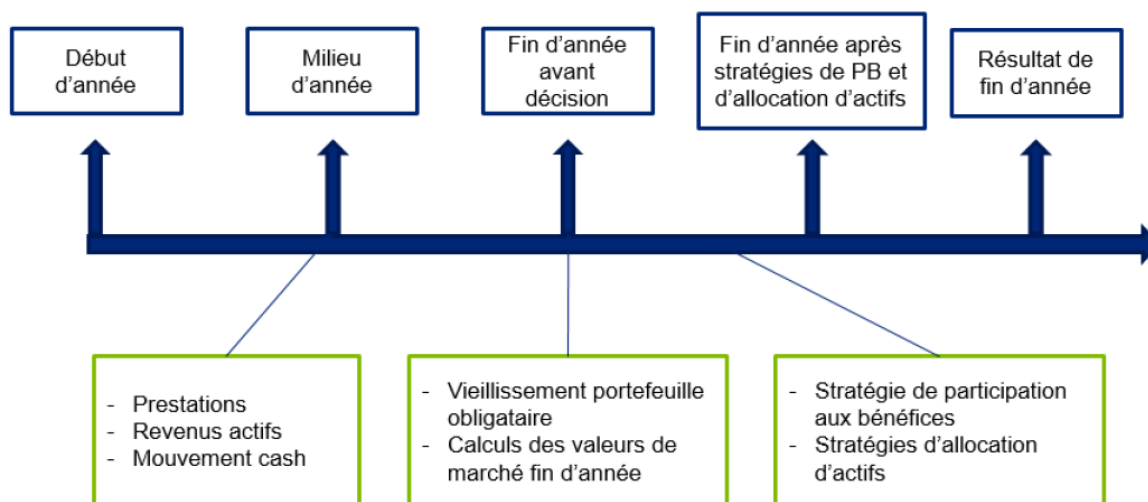 Début
d'année
Milieu
d'année
Fin d'année
avant
décision
Fin d'année après
stratégies de PB et
d'allocation d'actifs
Résultat de
fin d'année
- Prestations
- Revenus actifs
- Mouvement cash
- Vieillissement portefeuille
obligataire
- Calculs des valeurs de
marché fin d'année
- Stratégie de participation
aux bénéfices
- Stratégies d'allocation
d'actifs